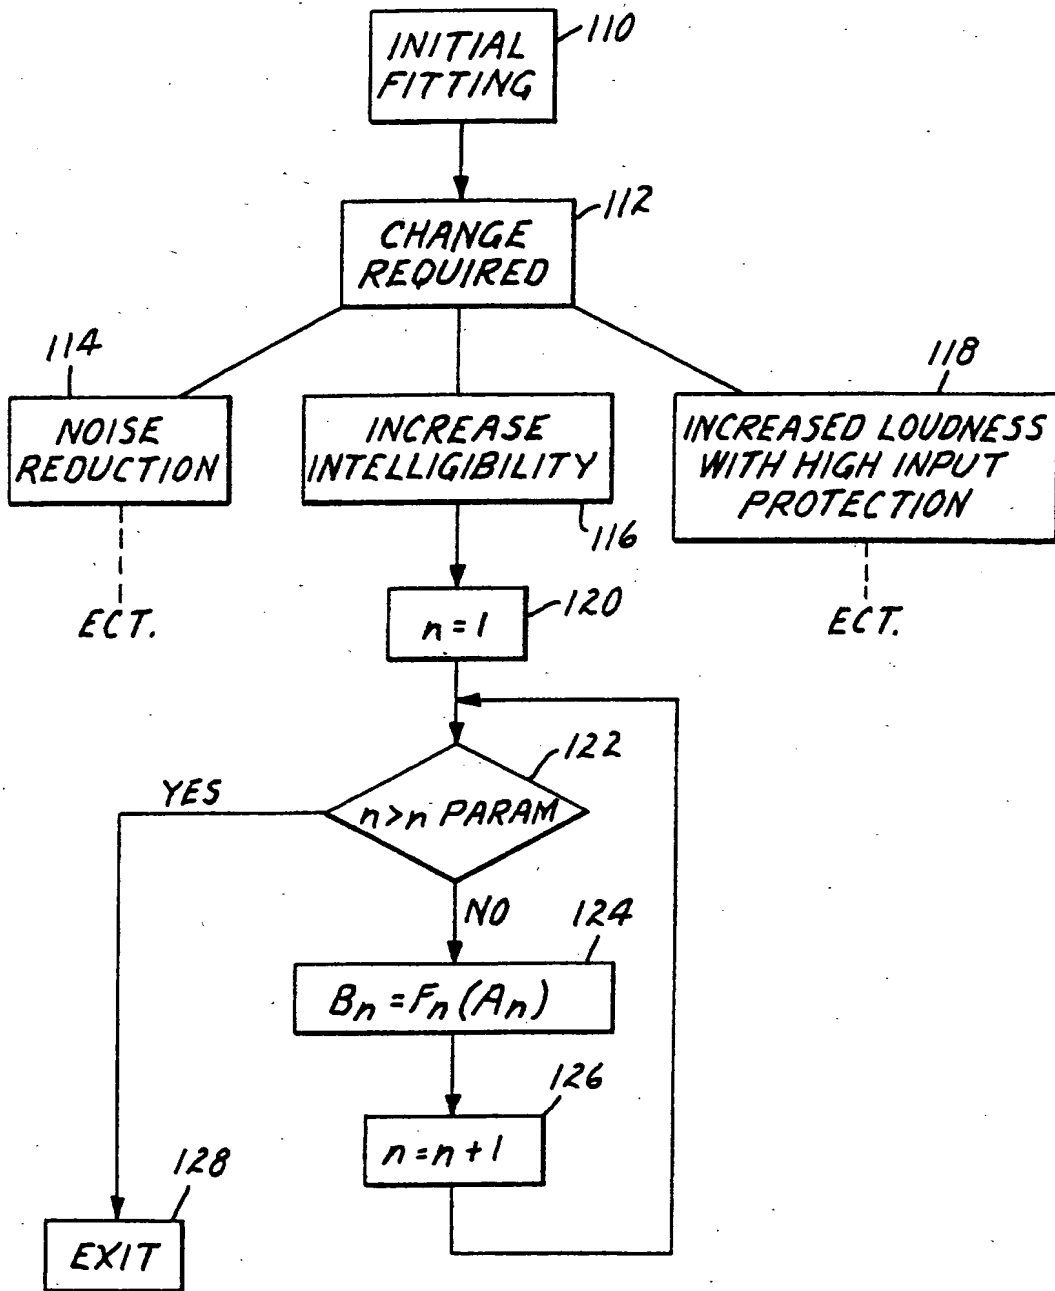 INITIAL
FITTING
110
CHANGE
REQUIRED
112
114
NOISE
REDUCTION
ECT.
INCREASE
INTELLIGIBILITY
116
118
INCREASED LOUDNESS
WITH HIGH INPUT
PROTECTION
ECT.
n=1
120
122
n>n PARAM
YES
NO
124
Bn=Fn(An)
126
n=n+1
128
EXIT